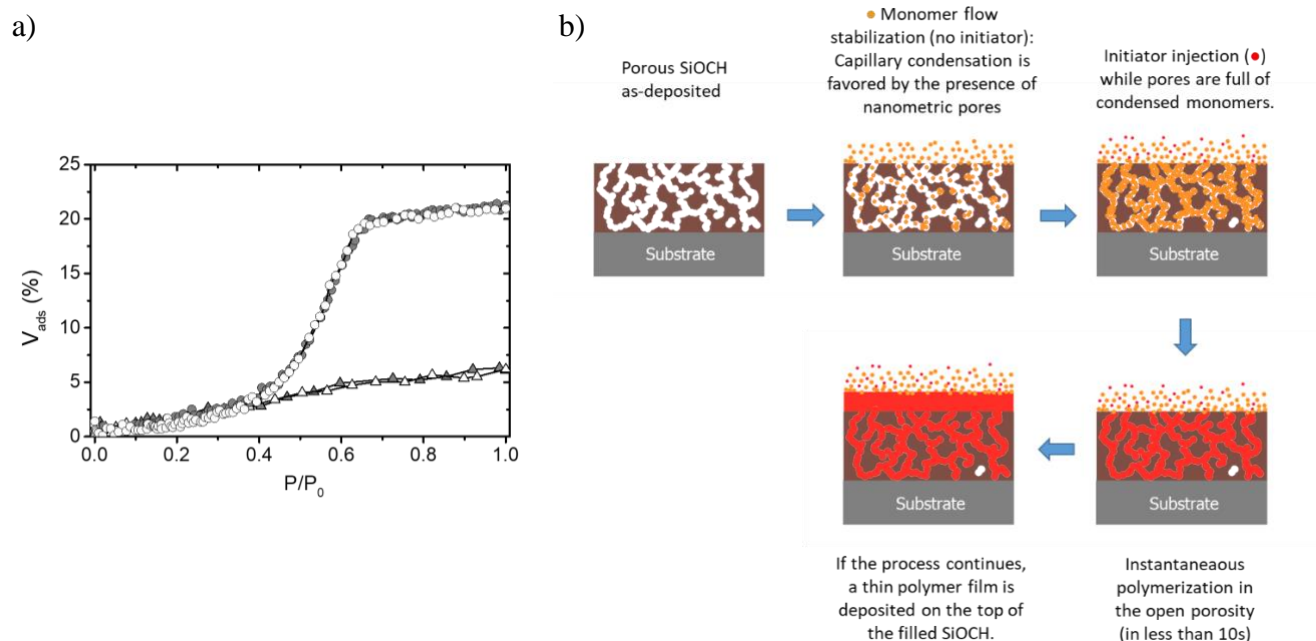 a)
25
20
15
10
5
0
V_ads (%)
0.0 0.2 0.4 0.6 0.8 1.0
P/P_0
b)
Porous SiOCH
as-deposited
Monomer flow
stabilization (no initiator):
Capillary condensation is
favored by the presence of
nanometric pores
Initiator injection (•)
while pores are full of
condensed monomers.
Substrate
Substrate
Substrate
Substrate
Substrate
If the process continues,
a thin polymer film is
deposited on the top of
the filled SiOCH.
Instantaneaous
polymerization in
the open porosity
(in less than 10s)